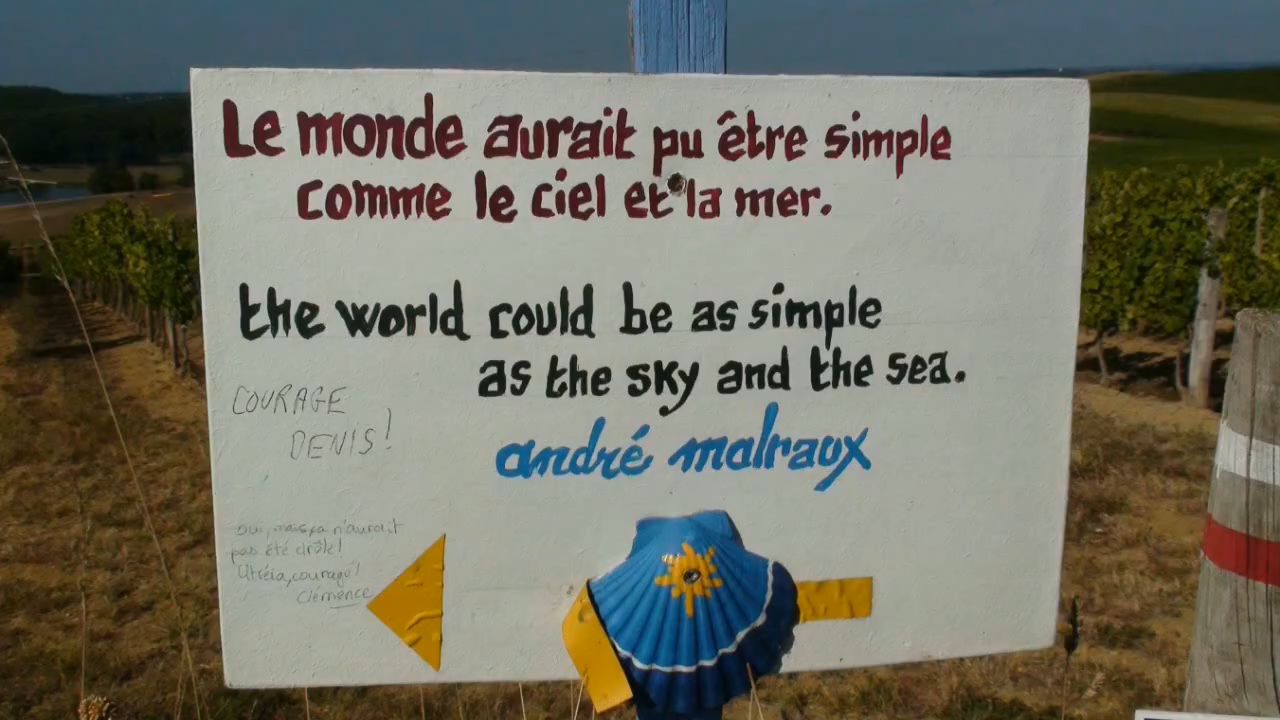 Le monde aurait pu être simple
comme le ciel et la mer.
the world could be as simple
as the sky and the sea.
andré malraux
COURAGE
DENIS!
oui, mais ça n'aurait
pas été drôle!
Utréia, courage!
Clémence